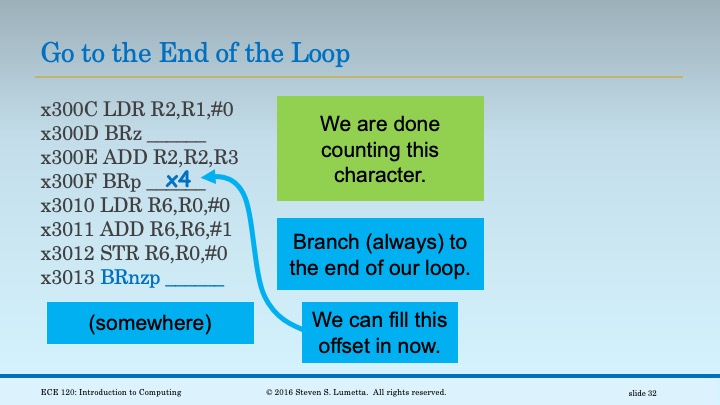 Go to the End of the Loop
x300C LDR R2,R1,#0
x300D BRz ______
x300E ADD R2,R2,R3
x300F BRp __x4___
x3010 LDR R6,R0,#0
x3011 ADD R6,R6,#1
x3012 STR R6,R0,#0
x3013 BRnzp ______
(somewhere)
We are done
counting this
character.
Branch (always) to
the end of our loop.
We can fill this
offset in now.
ECE 120: Introduction to Computing
© 2016 Steven S. Lumetta. All rights reserved.
slide 32